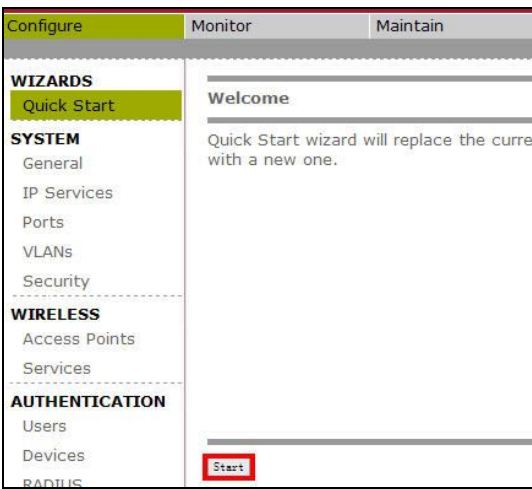 Configure Monitor Maintain
WIZARDS
Quick Start
SYSTEM
General
IP Services
Ports
VLANs
Security
WIRELESS
Access Points
Services
AUTHENTICATION
Users
Devices
RADIUS
Welcome
Quick Start wizard will replace the curre
with a new one.
Start